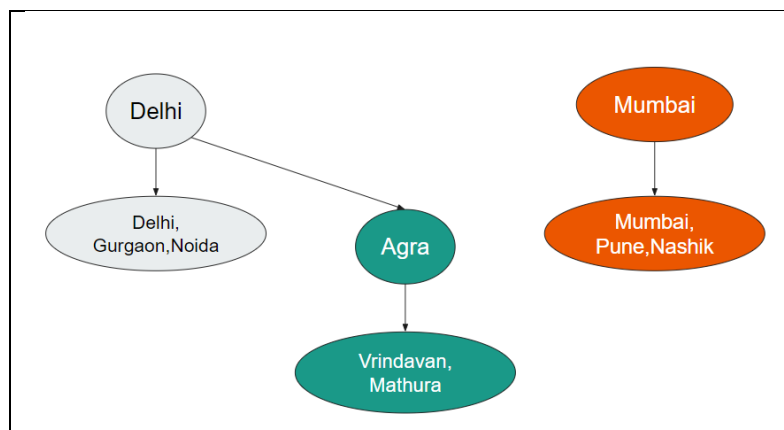 Delhi
Mumbai
Delhi,
Gurgaon,Noida
Mumbai,
Pune,Nashik
Agra
Vrindavan,
Mathura